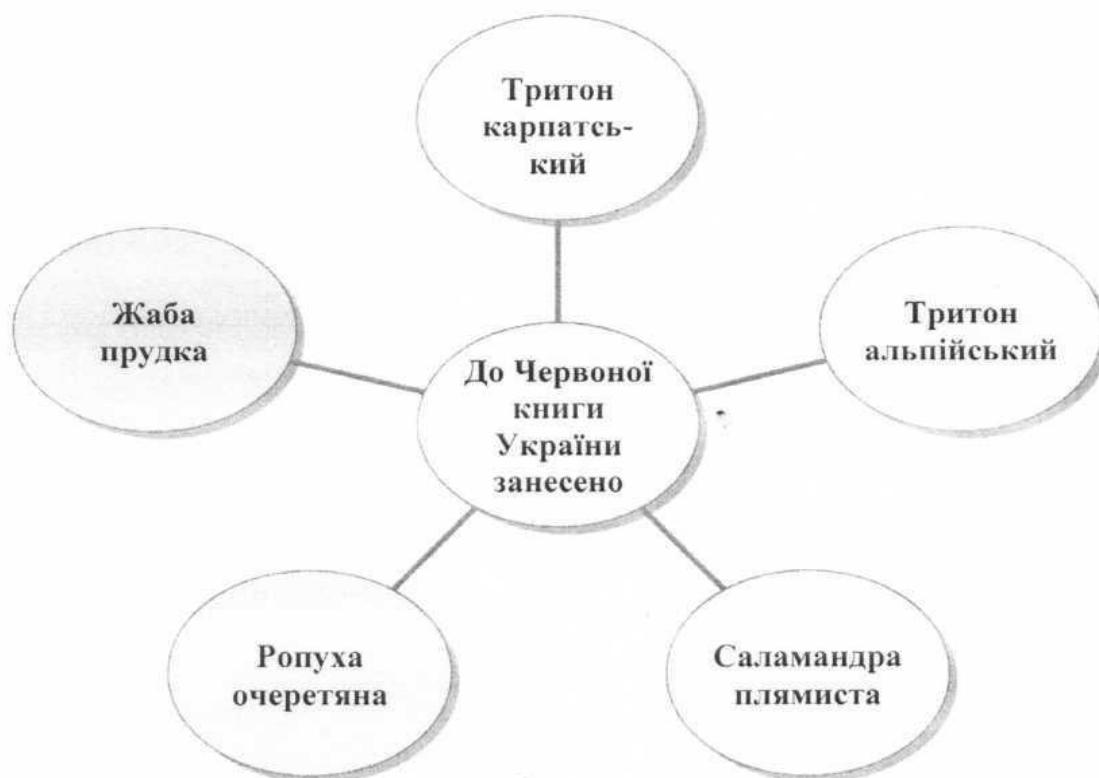 Тритон
карпатсь-
кий
Жаба
прудка
Тритон
альпійський
До Червоної
книги
України
занесено
Ропуха
очеретяна
Саламандра
плямиста